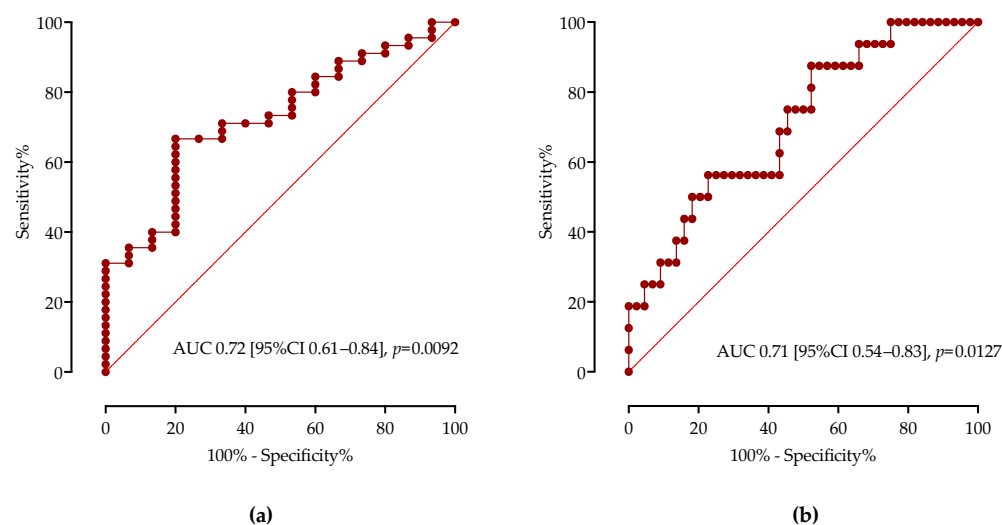 100
80
60
40
20
0
Sensitivity%
AUC 0.72 [95%CI 0.61–0.84], p=0.0092
0 20 40 60 80 100
100% - Specificity%
(a)
100
80
60
40
20
0
Sensitivity%
AUC 0.71 [95%CI 0.54–0.83], p=0.0127
0 20 40 60 80 100
100% - Specificity%
(b)